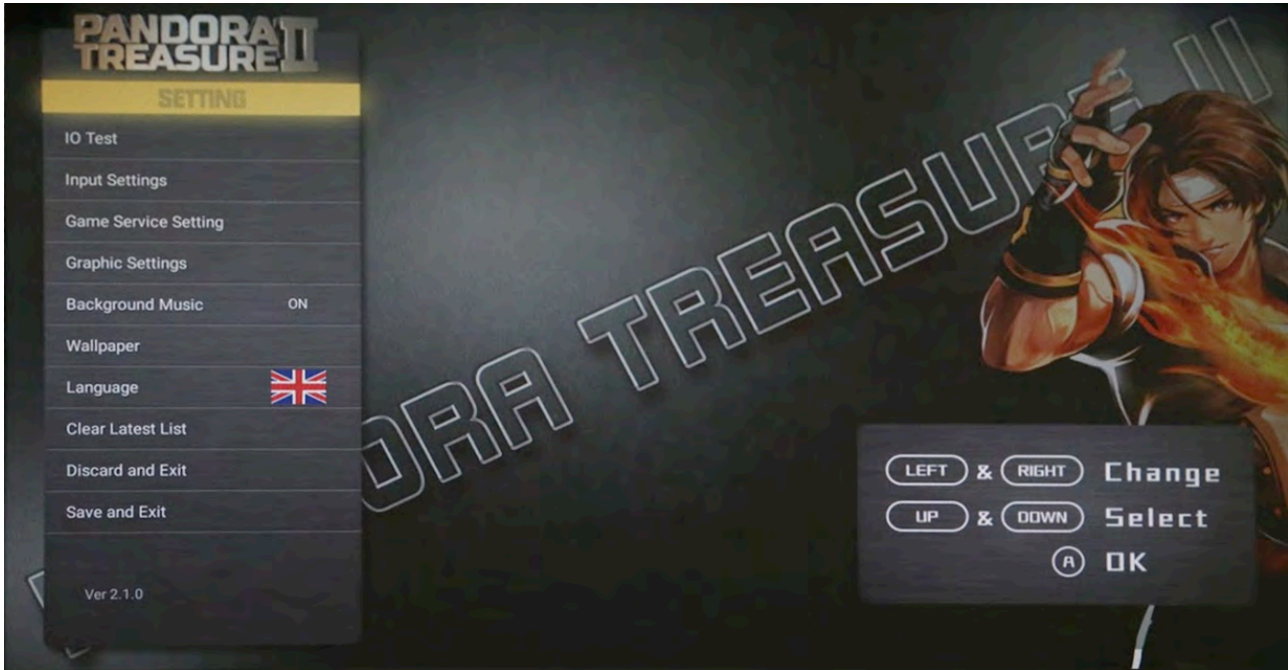 PANDORA II
TREASURE
SETTING
IO Test
Input Settings
Game Service Setting
Graphic Settings
Background Music ON
Wallpaper
Language
Clear Latest List
Discard and Exit
Save and Exit
Ver 2.1.0
ORA TREASURE II
LEFT & RIGHT Change
UP & DOWN Select
A OK